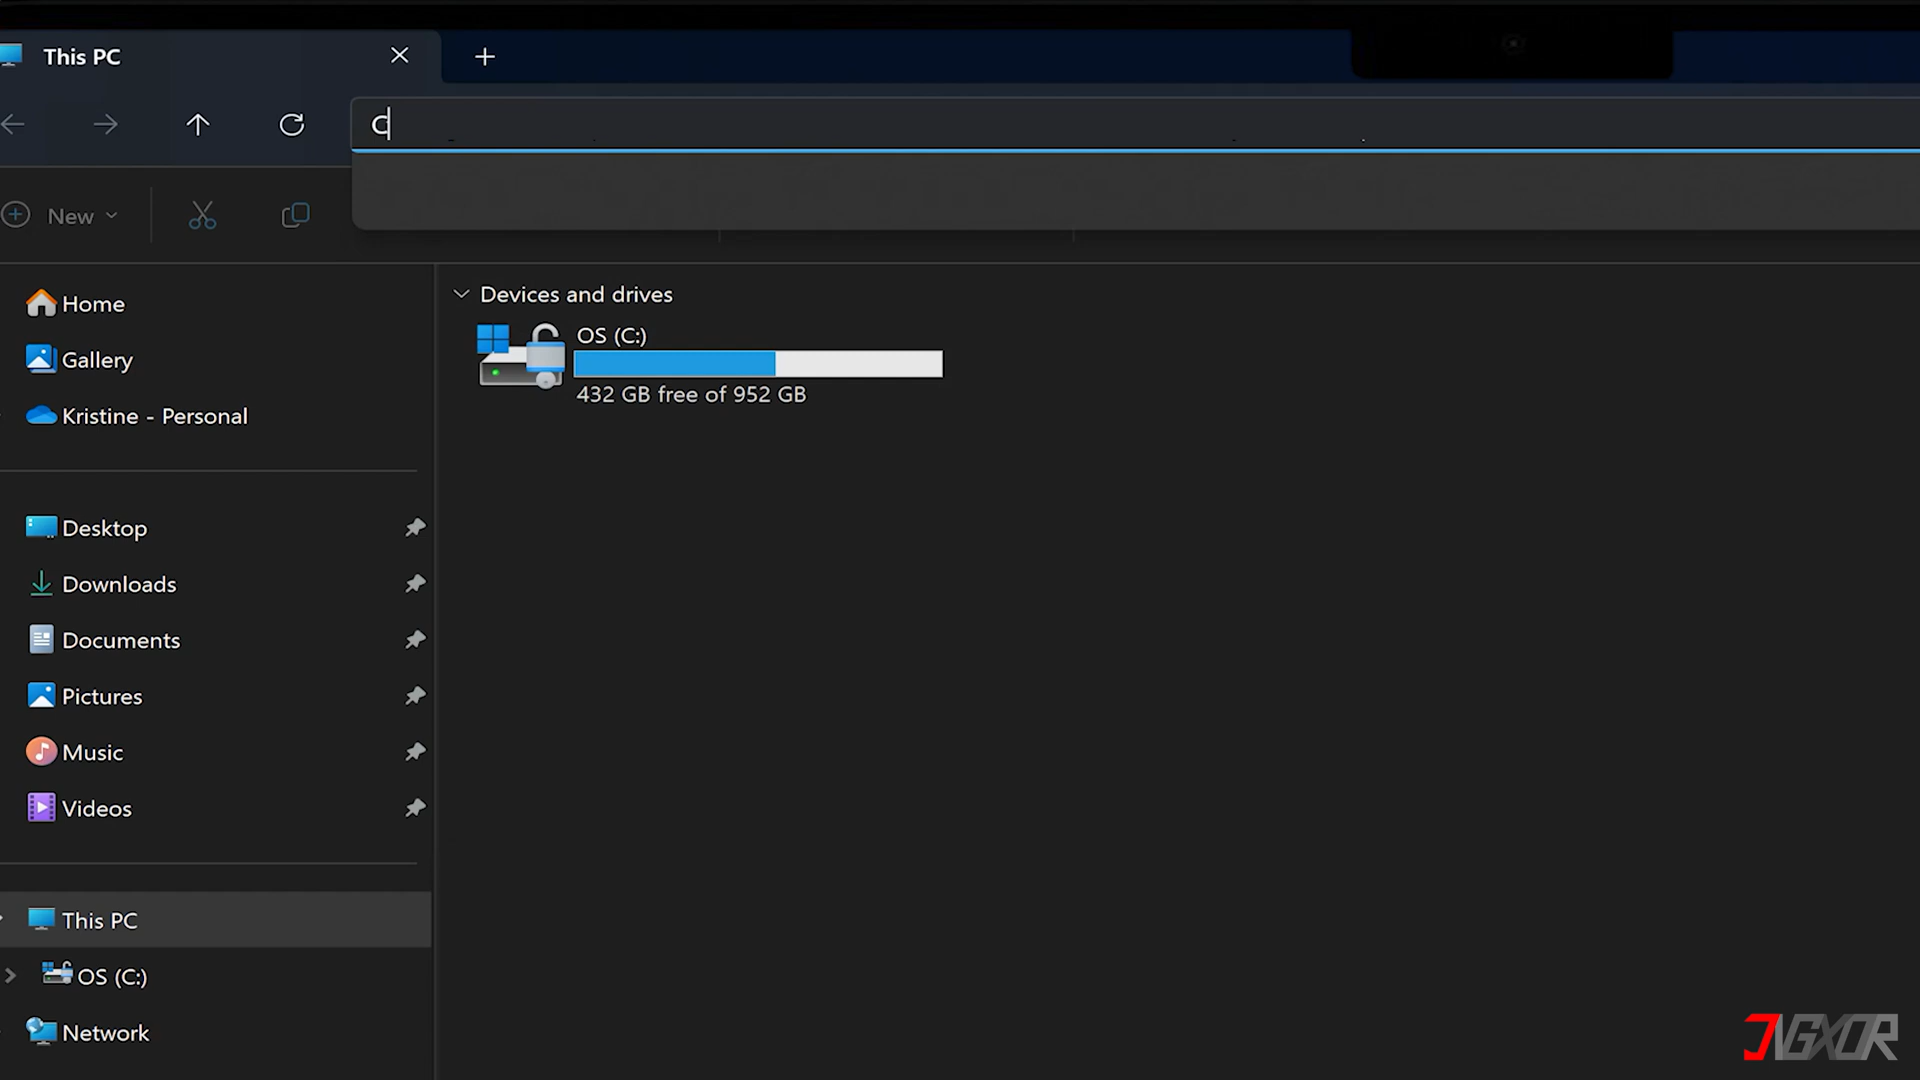 This PC
C
New
Home
Gallery
Kristine - Personal
Desktop
Downloads
Documents
Pictures
Music
Videos
This PC
OS (C:)
Network
Devices and drives
OS (C:)
432 GB free of 952 GB
JVGXOR